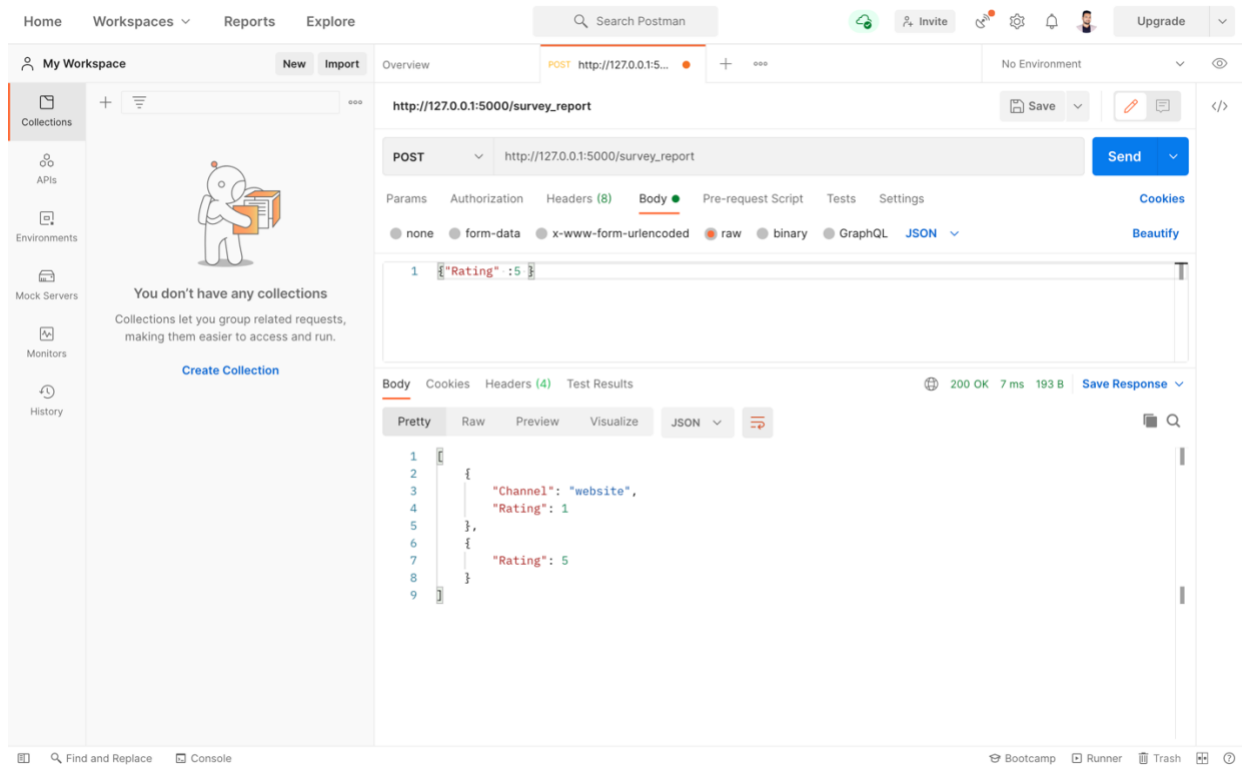 Home Workspaces Reports Explore Search Postman Invite Upgrade
My Workspace New Import Overview POST http://127.0.0.1:5... No Environment
Collections
APIs
Environments
Mock Servers
Monitors
History
You don't have any collections
Collections let you group related requests,
making them easier to access and run.
Create Collection
http://127.0.0.1:5000/survey_report Save
POST http://127.0.0.1:5000/survey_report Send
Params Authorization Headers (8) Body Pre-request Script Tests Settings Cookies
none form-data x-www-form-urlencoded raw binary GraphQL JSON Beautify
1 {"Rating" :5 }
Body Cookies Headers (4) Test Results 200 OK 7 ms 193 B Save Response
Pretty Raw Preview Visualize JSON
1 [
2 {
3 "Channel": "website",
4 "Rating": 1
5 },
6 {
7 "Rating": 5
8 }
9 ]
Find and Replace Console Bootcamp Runner Trash